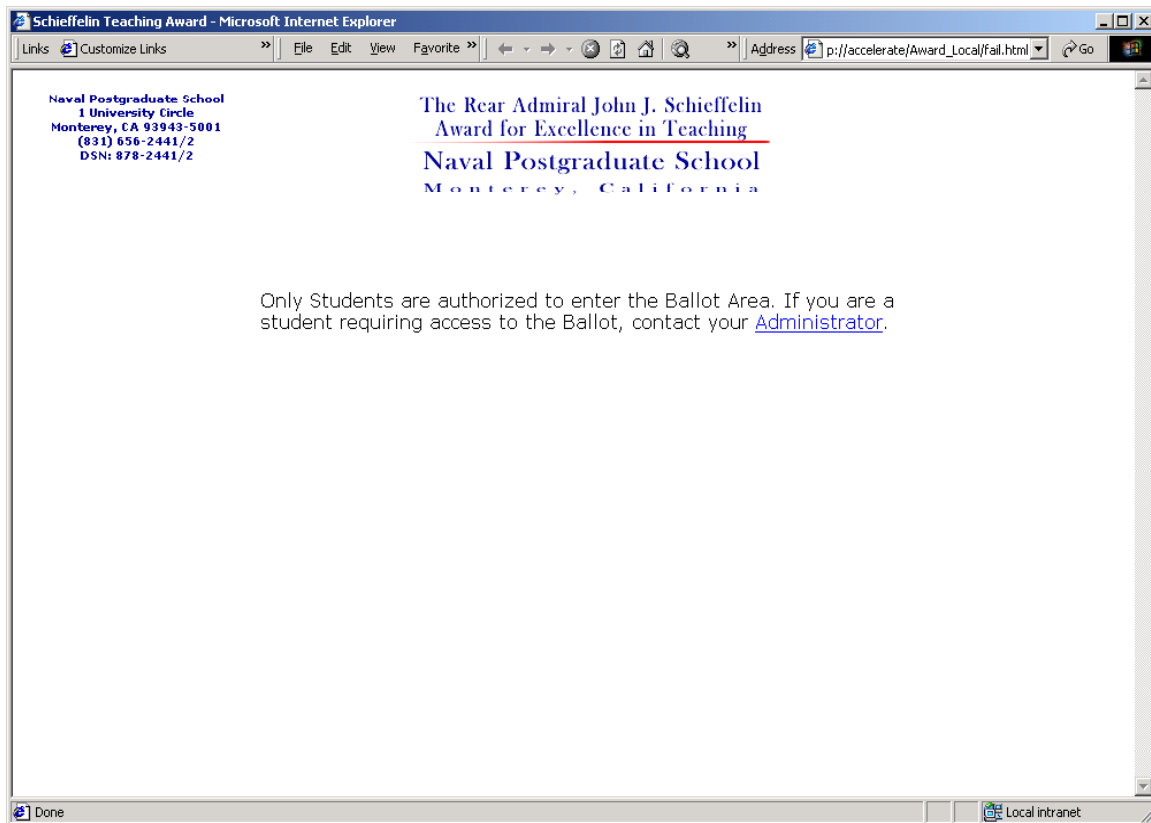 Schieffelin Teaching Award - Microsoft Internet Explorer
Links Customize Links » File Edit View Favorite » » Address p://accelerate/Award_Local/fail.html Go
Naval Postgraduate School
1 University Circle
Monterey, CA 93943-5001
(831) 656-2441/2
DSN: 878-2441/2
The Rear Admiral John J. Schieffelin
Award for Excellence in Teaching
Naval Postgraduate School
Monterey, California
Only Students are authorized to enter the Ballot Area. If you are a
student requiring access to the Ballot, contact your Administrator.
Done Local intranet